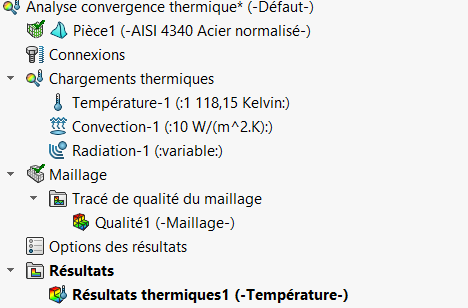 Analyse convergence thermique* (-Défaut-)
Pièce1 (-AISI 4340 Acier normalisé-)
Connexions
Chargements thermiques
Température-1 (:1 118,15 Kelvin:)
Convection-1 (:10 W/(m^2.K):)
Radiation-1 (:variable:)
Maillage
Tracé de qualité du maillage
Qualité1 (-Maillage-)
Options des résultats
Résultats
Résultats thermiques1 (-Température-)